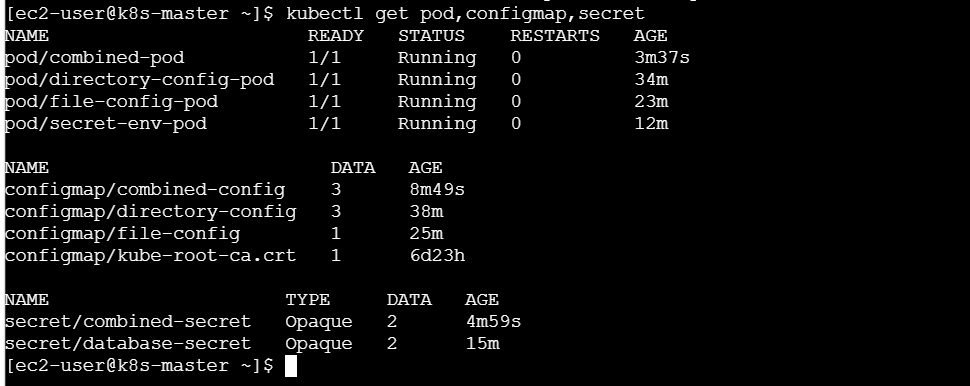 [ec2-user@k8s-master ~]$ kubectl get pod,configmap,secret
NAME READY STATUS RESTARTS AGE
pod/combined-pod 1/1 Running 0 3m37s
pod/directory-config-pod 1/1 Running 0 34m
pod/file-config-pod 1/1 Running 0 23m
pod/secret-env-pod 1/1 Running 0 12m
NAME DATA AGE
configmap/combined-config 3 8m49s
configmap/directory-config 3 38m
configmap/file-config 1 25m
configmap/kube-root-ca.crt 1 6d23h
NAME TYPE DATA AGE
secret/combined-secret Opaque 2 4m59s
secret/database-secret Opaque 2 15m
[ec2-user@k8s-master ~]$